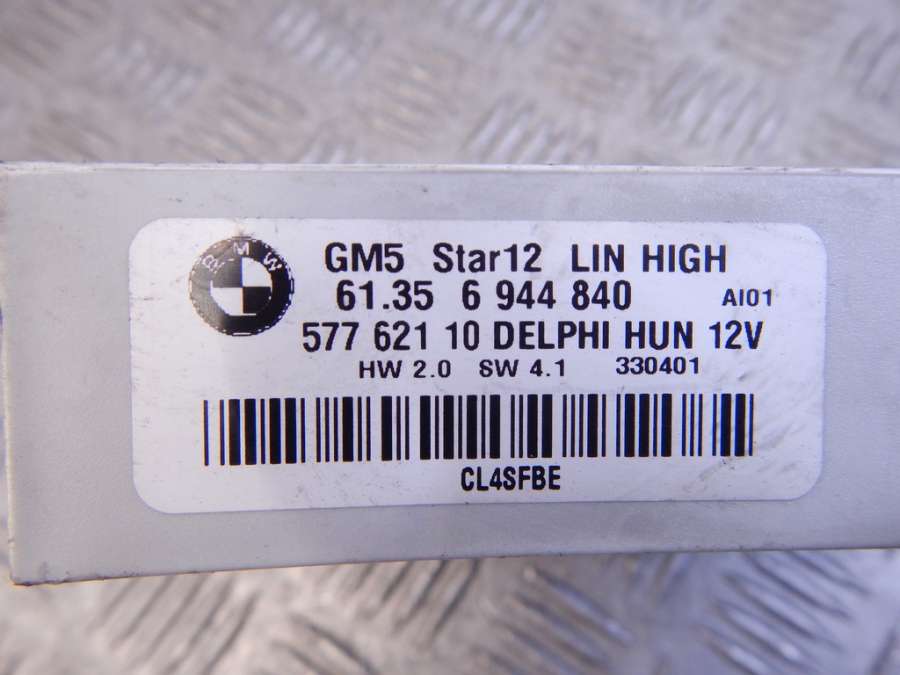 BMW
GM5 Star12 LIN HIGH
61.35 6 944 840 AI01
577 621 10 DELPHI HUN 12V
HW 2.0 SW 4.1 330401
CL4SFBE